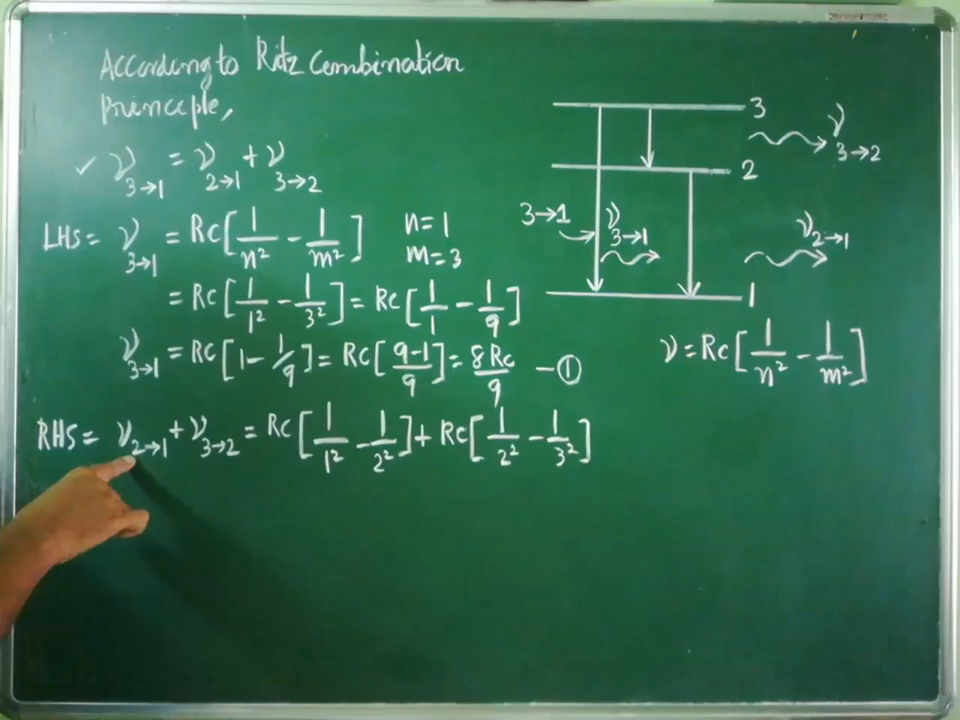 According to Ritz Combination
Principle,
✓ ν₃→₁ = ν₂→₁ + ν₃→₂
LHS = ν₃→₁ = Rc[1/n² - 1/m²] n=1
m=3
= Rc[1/1² - 1/3²] = Rc[1/1 - 1/9]
ν₃→₁ = Rc[1 - 1/9] = Rc[(9-1)/9] = 8Rc/9 - ①
RHS = ν₂→₁ + ν₃→₂ = Rc[1/1² - 1/2²] + Rc[1/2² - 1/3²]
3
ν₃→₂
2
3→1
ν₃→₁
ν₂→₁
1
ν = Rc[1/n² - 1/m²]